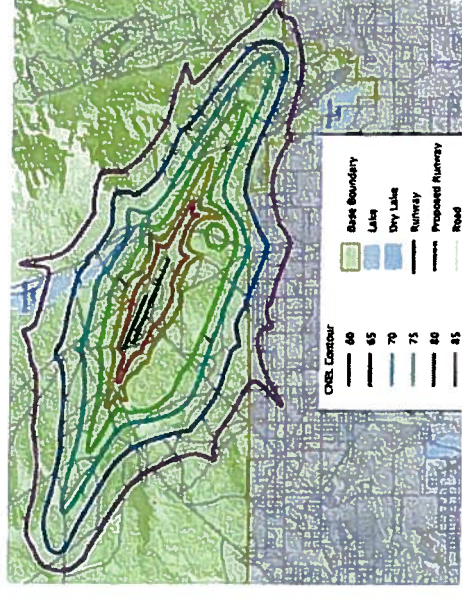 CNEL Contour
60
65
70
75
80
85
Base Boundary
Lake
Dry Lake
Runway
Proposed Runway
Road